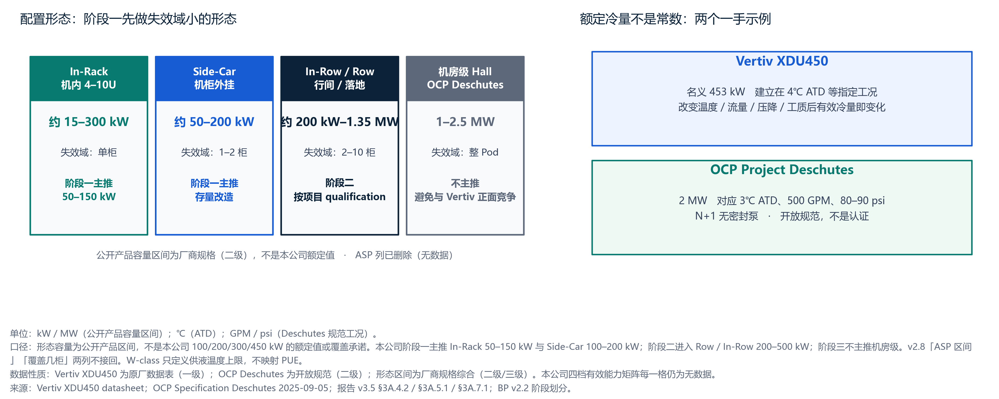 配置形态：阶段一先做失效域小的形态
In-Rack
机内 4–10U
约 15–300 kW
失效域：单柜
阶段一主推
50–150 kW
Side-Car
机柜外挂
约 50–200 kW
失效域：1–2 柜
阶段一主推
存量改造
In-Row / Row
行间 / 落地
约 200 kW–1.35 MW
失效域：2–10 柜
阶段二
按项目 qualification
机房级 Hall
OCP Deschutes
1–2.5 MW
失效域：整 Pod
不主推
避免与 Vertiv 正面竞争
公开产品容量区间为厂商规格（二级），不是本公司额定值 · ASP 列已删除（无数据）
额定冷量不是常数：两个一手示例
Vertiv XDU450
名义 453 kW 建立在 4℃ ATD 等指定工况
改变温度 / 流量 / 压降 / 工质后有效冷量即变化
OCP Project Deschutes
2 MW 对应 3℃ ATD、500 GPM、80–90 psi
N+1 无密封泵 · 开放规范，不是认证
单位：kW / MW（公开产品容量区间）；℃（ATD）；GPM / psi（Deschutes 规范工况）。
口径：形态容量为公开产品区间，不是本公司 100/200/300/450 kW 的额定值或覆盖承诺。本公司阶段一主推 In-Rack 50–150 kW 与 Side-Car 100–200 kW；阶段二进入 Row / In-Row 200–500 kW；阶段三不主推机房级。v2.8「ASP 区间
」「覆盖几柜」两列不接回。W-class 只定义供液温度上限，不映射 PUE。
数据性质：Vertiv XDU450 为原厂数据表（一级）；OCP Deschutes 为开放规范（二级）；形态区间为厂商规格综合（二级/三级）。本公司四档有效能力矩阵每一格仍为无数据。
来源：Vertiv XDU450 datasheet；OCP Specification Deschutes 2025-09-05；报告 v3.5 §3A.4.2 / §3A.5.1 / §3A.7.1；BP v2.2 阶段划分。